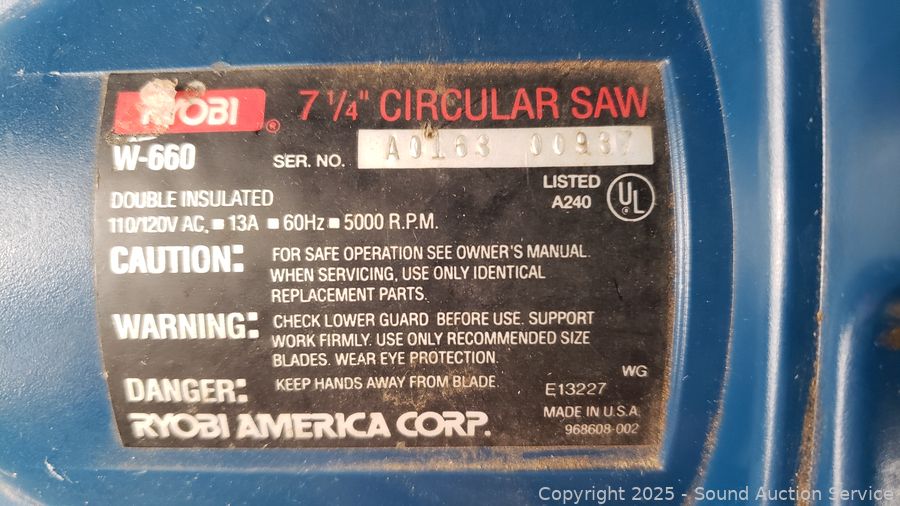 RYOBI® 7 1/4" CIRCULAR SAW
W-660 SER. NO. A0163 00937
LISTED
A240
UL
DOUBLE INSULATED
110/120V AC, ■ 13A ■ 60Hz ■ 5000 R.P.M.
CAUTION: FOR SAFE OPERATION SEE OWNER'S MANUAL.
WHEN SERVICING, USE ONLY IDENTICAL
REPLACEMENT PARTS.
WARNING: CHECK LOWER GUARD BEFORE USE. SUPPORT
WORK FIRMLY. USE ONLY RECOMMENDED SIZE
BLADES. WEAR EYE PROTECTION.
WG
DANGER: KEEP HANDS AWAY FROM BLADE
E13227
RYOBI AMERICA CORP.
MADE IN U.S.A.
968608-002
Copyright 2025 - Sound Auction Service